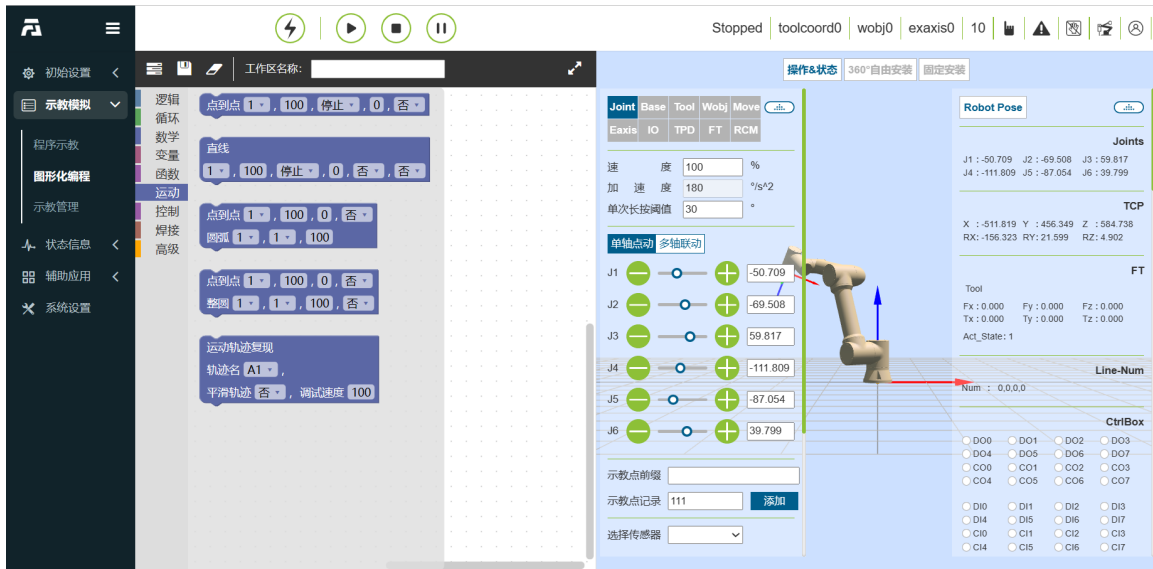 Stopped toolcoord0 wobj0 exaxis0 10
初始设置
示教模拟
程序示教
图形化编程
示教管理
状态信息
辅助应用
系统设置
工作区名称:
逻辑
循环
数学
变量
函数
运动
控制
焊接
高级
点到点 1 , 100 , 停止 , 0 , 否
直线
1 , 100 , 停止 , 0 , 否 , 否
点到点 1 , 100 , 0 , 否
圆弧 1 , 1 , 100
点到点 1 , 100 , 0 , 否
整圆 1 , 1 , 100 , 否
运动轨迹复现
轨迹名 A1 ,
平滑轨迹 否 , 调试速度 100
操作&状态 360°自由安装 固定安装
Joint Base Tool Wobj Move
Eaxis IO TPD FT RCM
速 度 100 %
加 速 度 180 °/s^2
单次长按阈值 30 °
单轴点动 多轴联动
J1 -50.709
J2 -69.508
J3 59.817
J4 -111.809
J5 -87.054
J6 39.799
示教点前缀
示教点记录 111 添加
选择传感器
Robot Pose
Joints
J1 : -50.709 J2 : -69.508 J3 : 59.817
J4 : -111.809 J5 : -87.054 J6 : 39.799
TCP
X : -511.819 Y : 456.349 Z : 584.738
RX: -156.323 RY: 21.599 RZ: 4.902
FT
Tool
Fx : 0.000 Fy : 0.000 Fz : 0.000
Tx : 0.000 Ty : 0.000 Tz : 0.000
Act_State: 1
Line-Num
Num : 0,0,0,0
CtrlBox
DO0 DO1 DO2 DO3
DO4 DO5 DO6 DO7
CO0 CO1 CO2 CO3
CO4 CO5 CO6 CO7
DI0 DI1 DI2 DI3
DI4 DI5 DI6 DI7
CI0 CI1 CI2 CI3
CI4 CI5 CI6 CI7